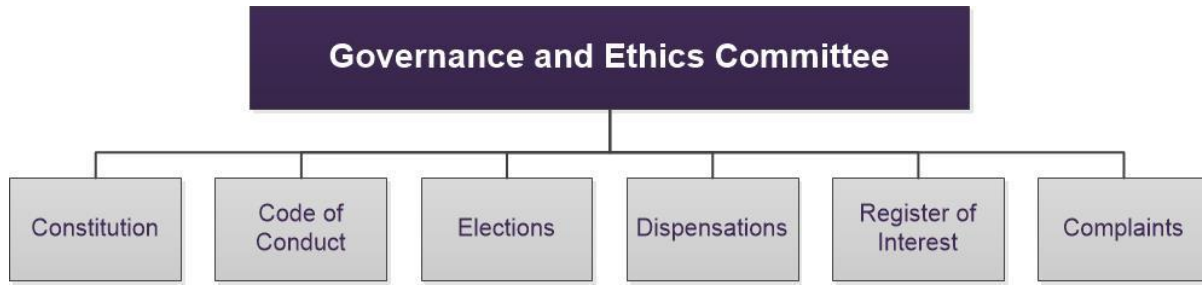 Governance and Ethics Committee
Constitution
Code of
Conduct
Elections
Dispensations
Register of
Interest
Complaints